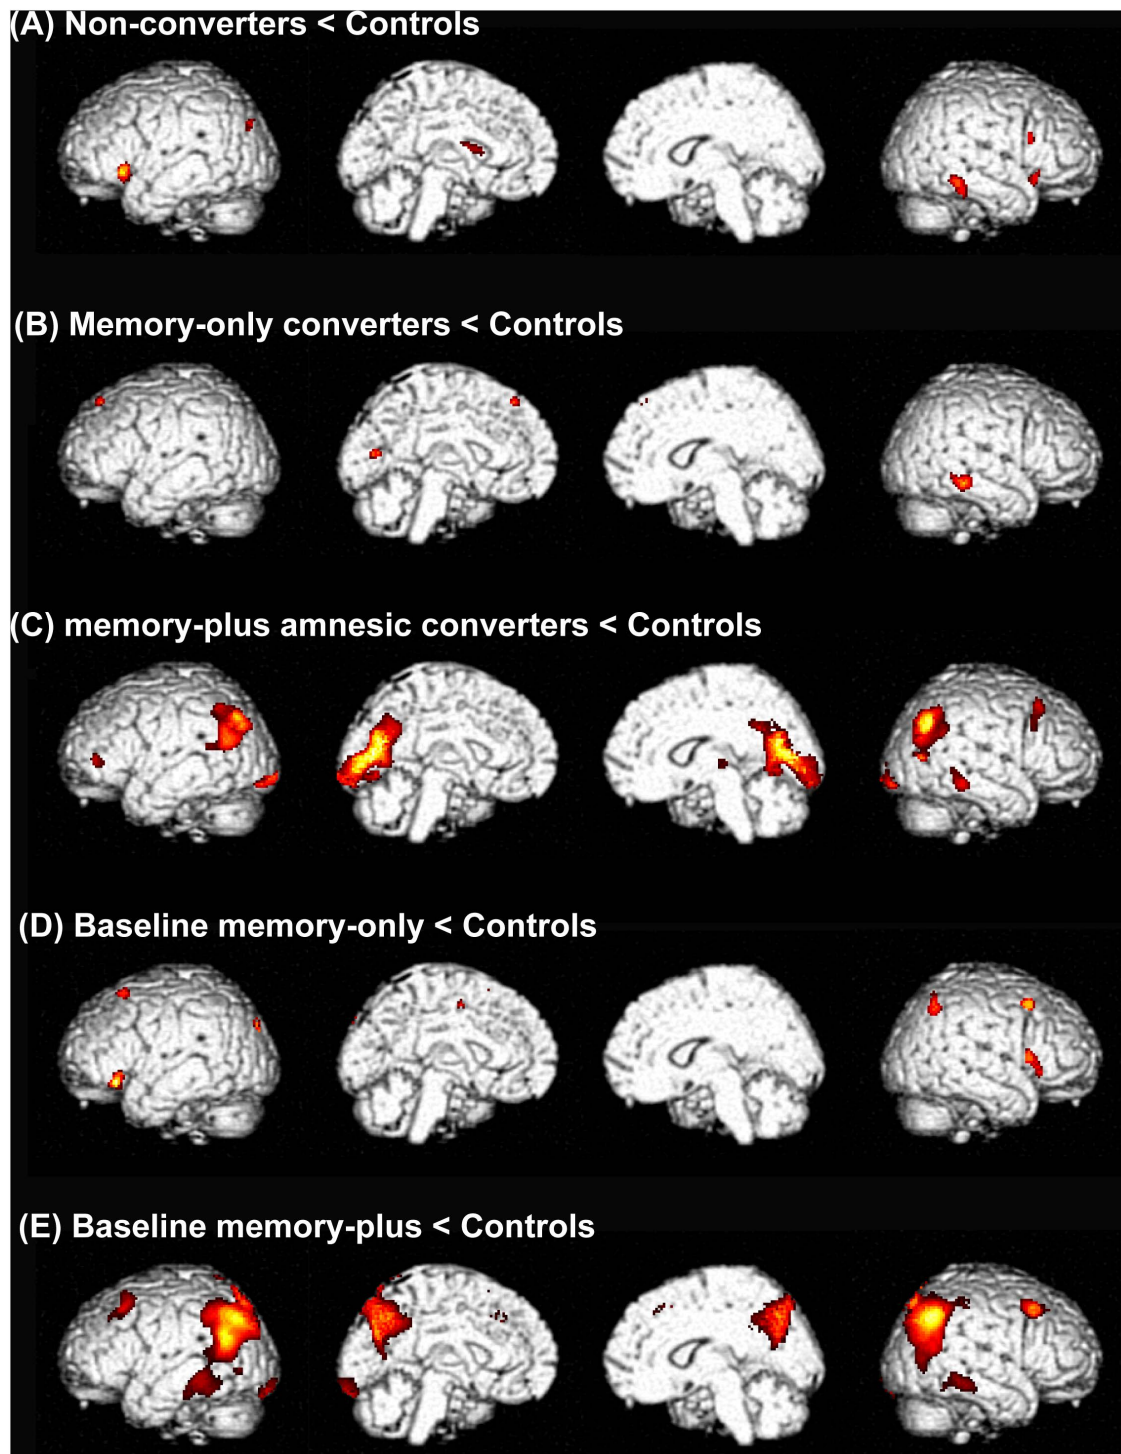 (A) Non-converters < Controls
(B) Memory-only converters < Controls
(C) memory-plus amnesic converters < Controls
(D) Baseline memory-only < Controls
(E) Baseline memory-plus < Controls